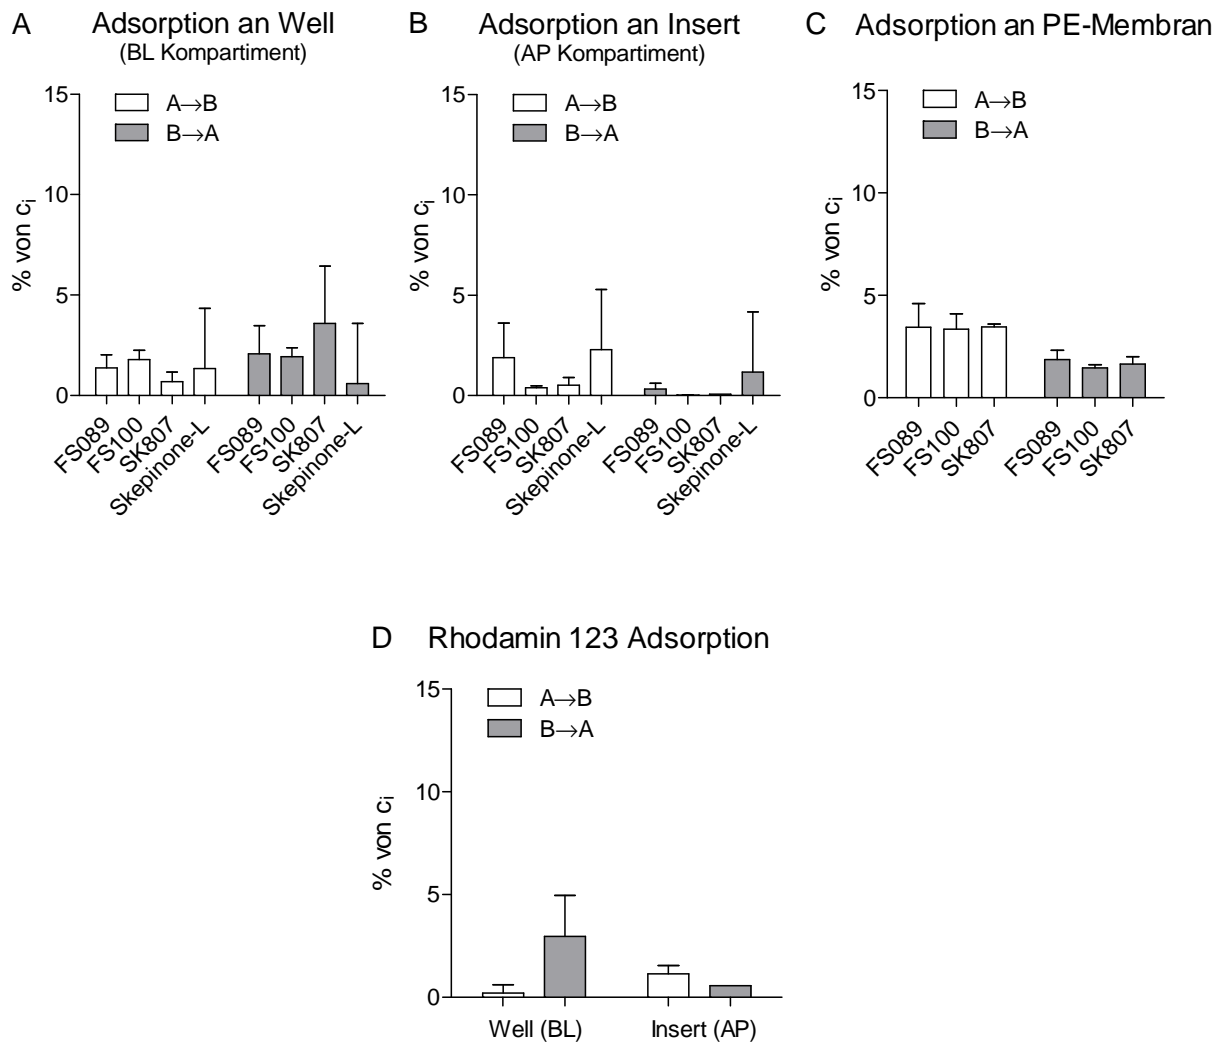 A Adsorption an Well
(BL Kompartiment)
15
10
5
0
% von ci
A→B
B→A
FS089
FS100
SK807
Skepinone-L
FS089
FS100
SK807
Skepinone-L
B Adsorption an Insert
(AP Kompartiment)
15
10
5
0
% von ci
A→B
B→A
FS089
FS100
SK807
Skepinone-L
FS089
FS100
SK807
Skepinone-L
C Adsorption an PE-Membran
15
10
5
0
% von ci
A→B
B→A
FS089
FS100
SK807
FS089
FS100
SK807
D Rhodamin 123 Adsorption
15
10
5
0
% von ci
A→B
B→A
Well (BL)
Insert (AP)